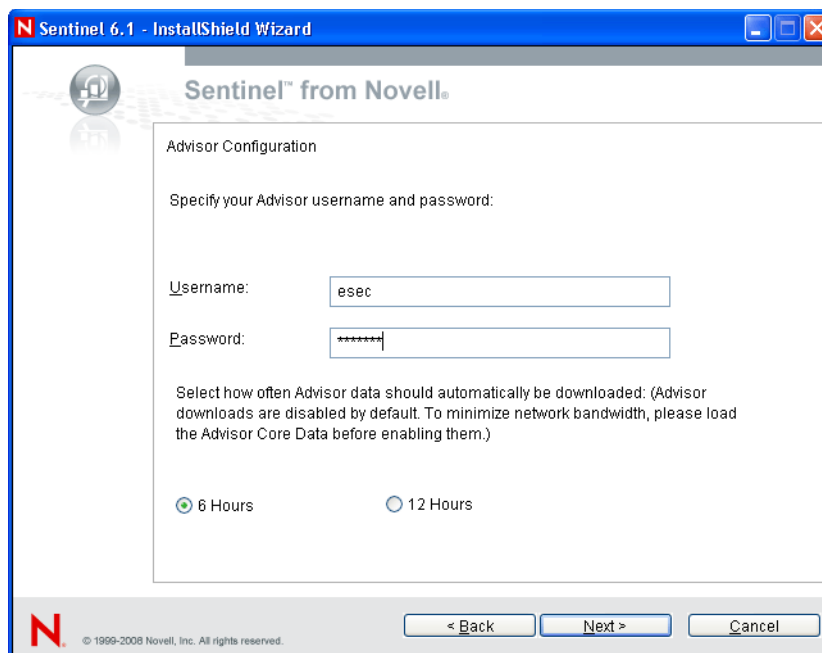 N Sentinel 6.1 - InstallShield Wizard
Sentinel™ from Novell®
Advisor Configuration
Specify your Advisor username and password:
Username:
esec
Password:
*******
Select how often Advisor data should automatically be downloaded: (Advisor
downloads are disabled by default. To minimize network bandwidth, please load
the Advisor Core Data before enabling them.)
6 Hours
12 Hours
N® © 1999-2008 Novell, Inc. All rights reserved.
< Back
Next >
Cancel